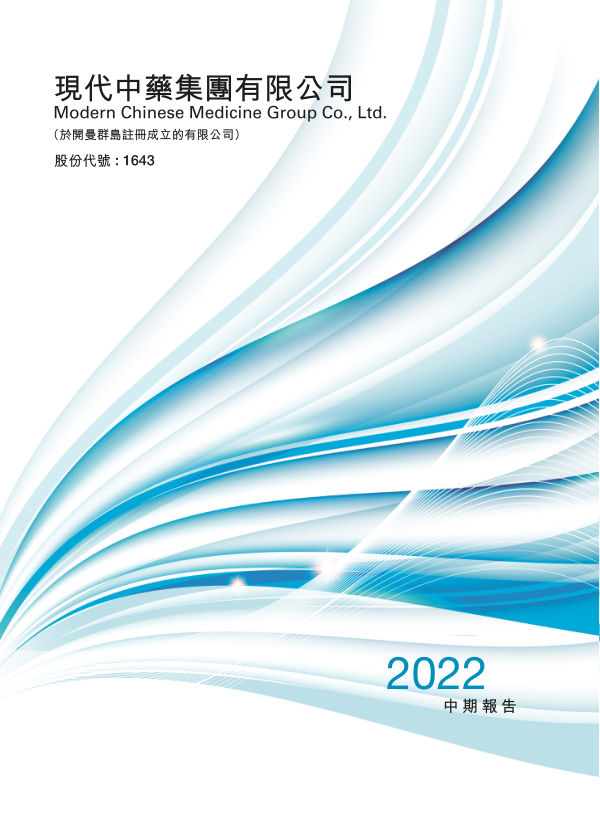 現代中藥集團有限公司
Modern Chinese Medicine Group Co., Ltd.
（於開曼群島註冊成立的有限公司）
股份代號：1643
2022
中期報告